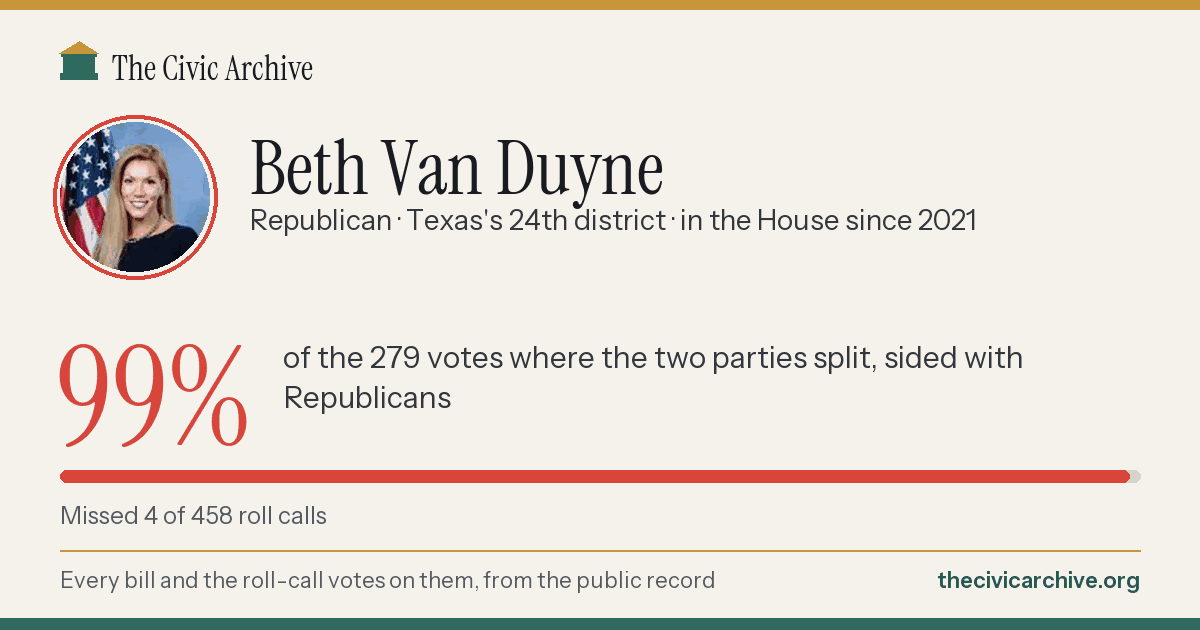 The Civic Archive
Beth Van Duyne
Republican · Texas's 24th district · in the House since 2021
99%
of the 279 votes where the two parties split, sided with
Republicans
Missed 4 of 458 roll calls
Every bill and the roll-call votes on them, from the public record
thecivicarchive.org